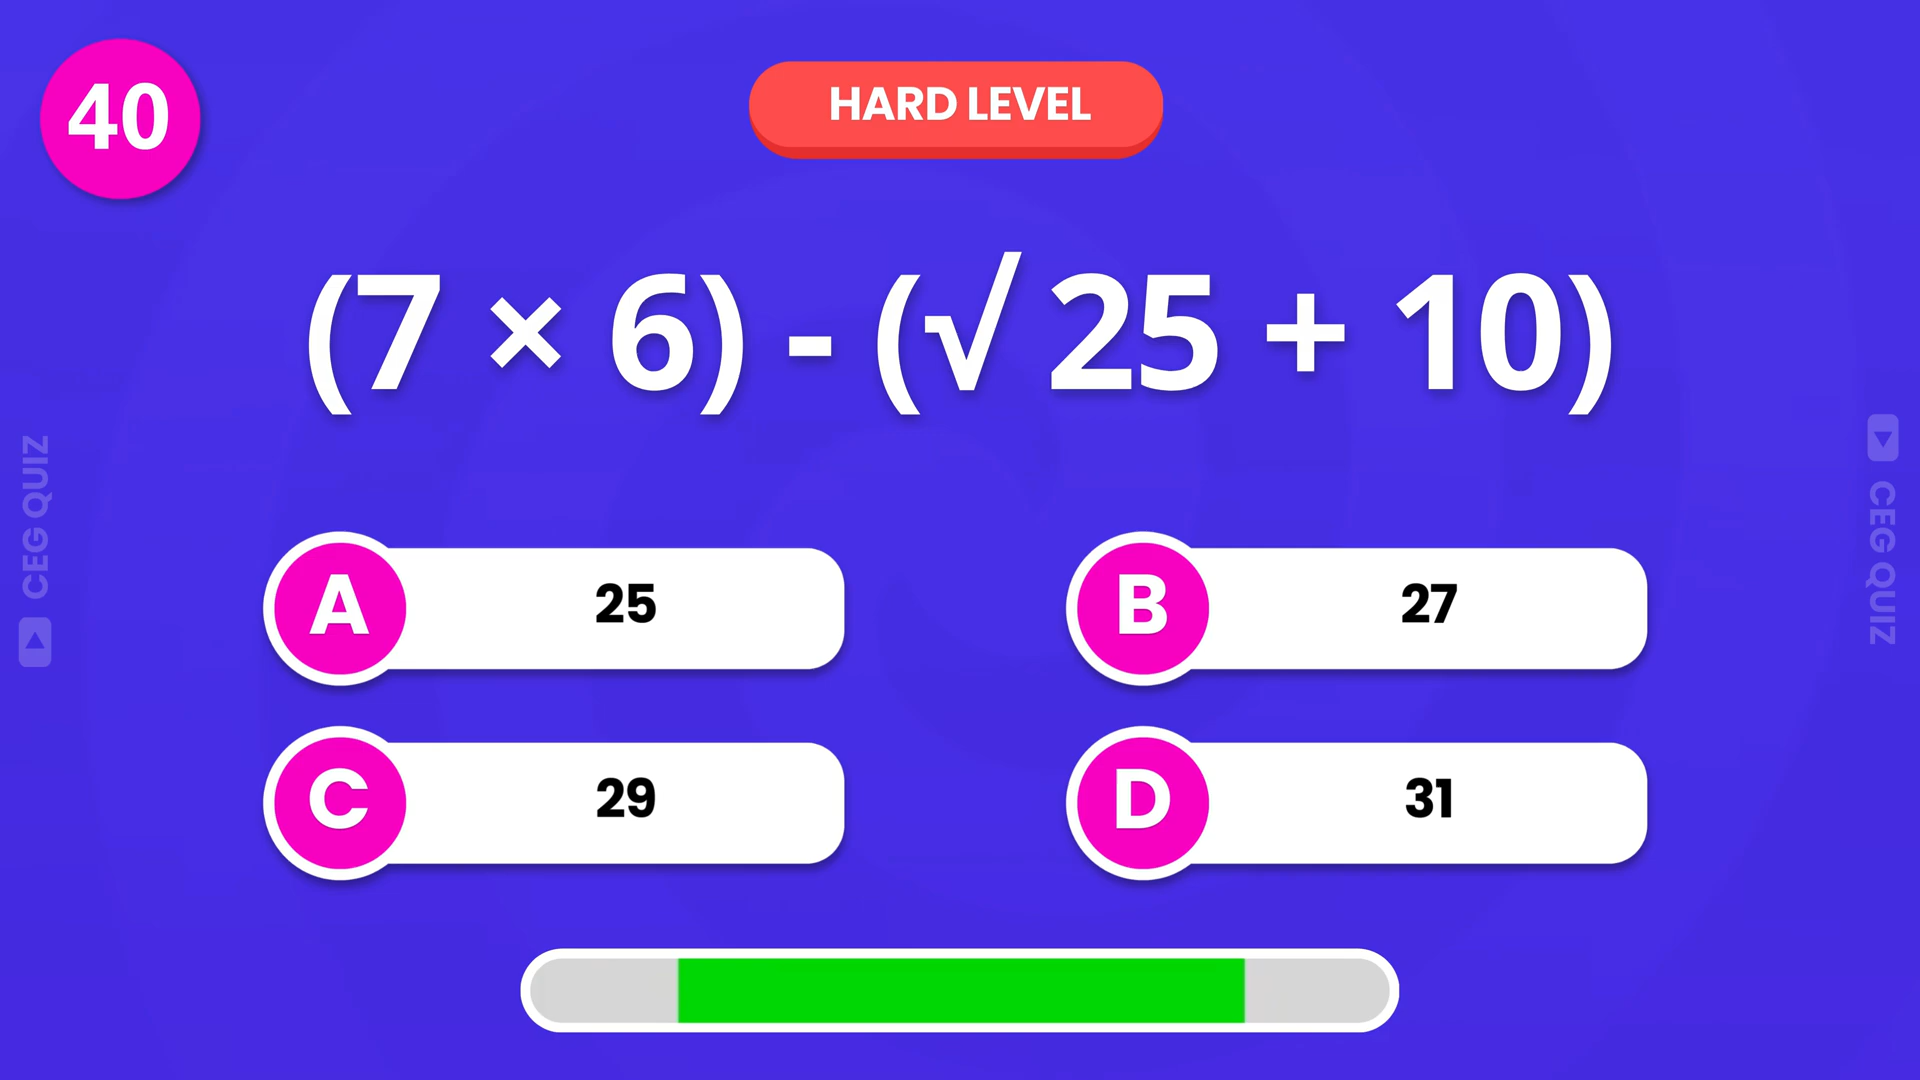 40
HARD LEVEL
(7 × 6) - (√ 25 + 10)
A 25
B 27
C 29
D 31
CEG QUIZ
CEG QUIZ